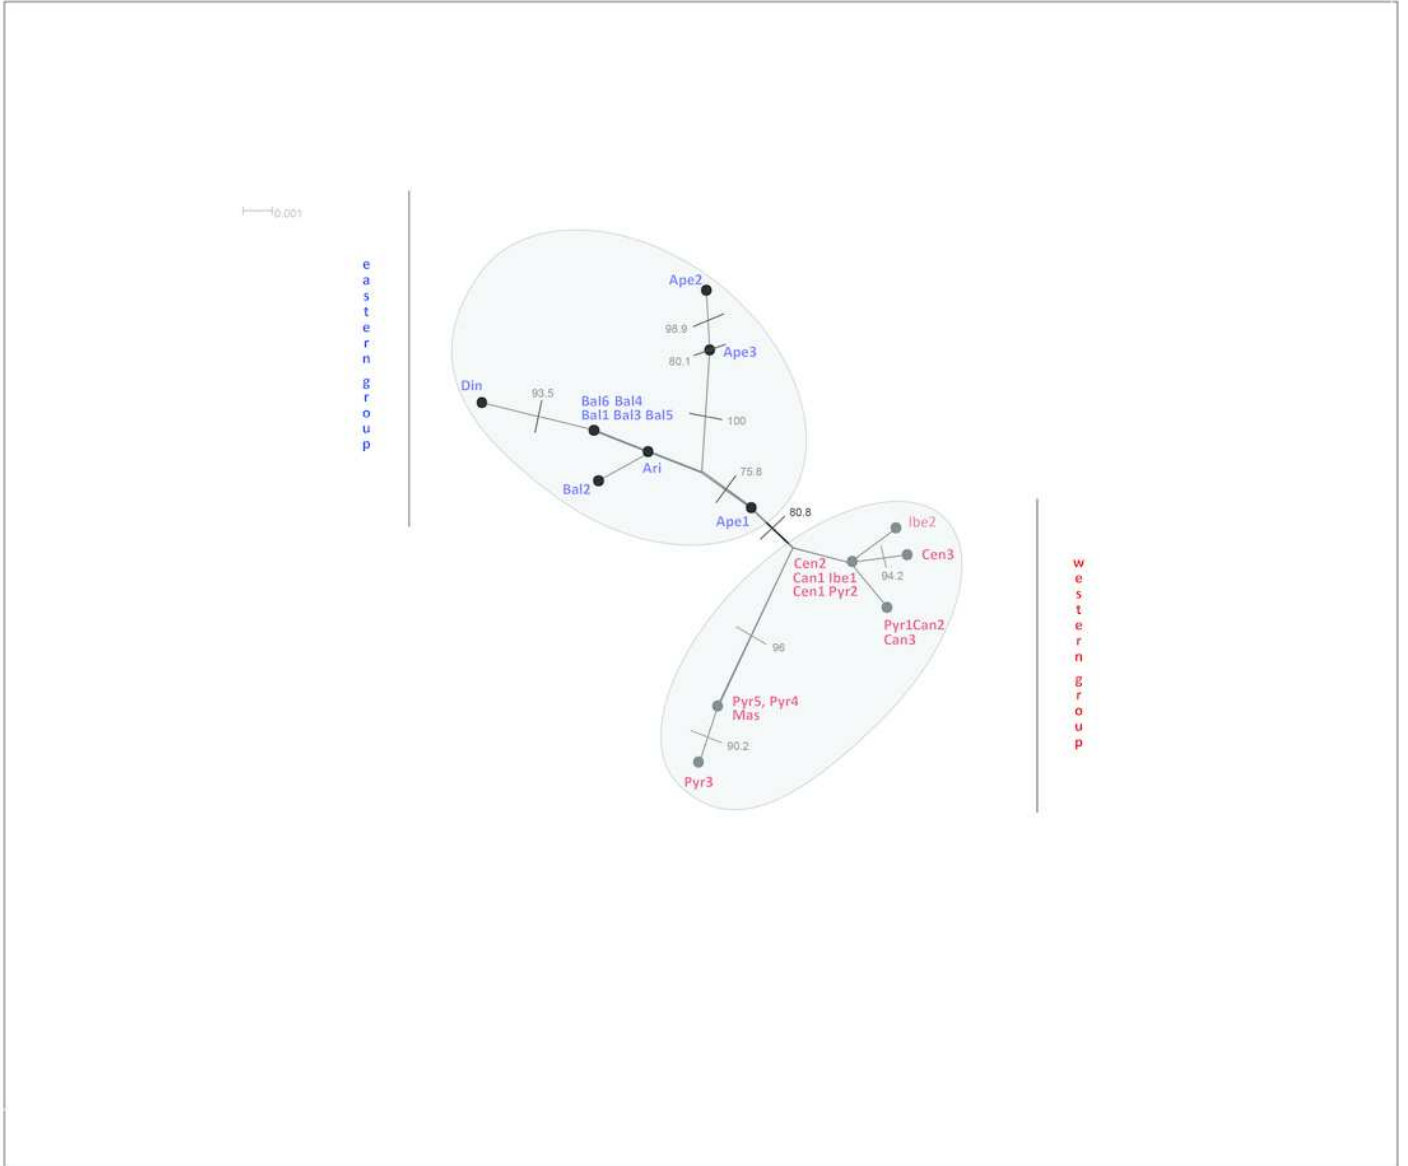 0.001
eastern group
Ape2
98.9
Ape3
80.1
Din
93.5
Bal6 Bal4
Bal1 Bal3 Bal5
100
Ari
75.8
Bal2
Ape1
80.8
Ibe2
Cen3
Cen2
Can1 Ibe1
Cen1 Pyr2
94.2
Pyr1Can2
Can3
western group
96
Pyr5, Pyr4
Mas
90.2
Pyr3